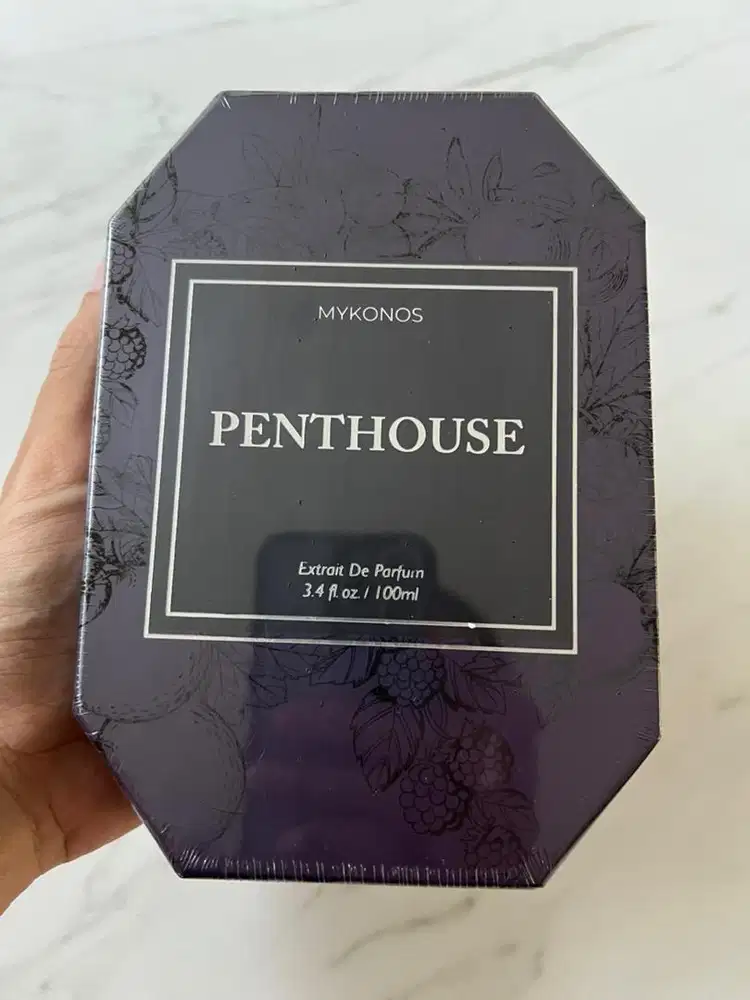 MYKONOS
PENTHOUSE
Extrait De Parfum
3.4 fl. oz. / 100ml